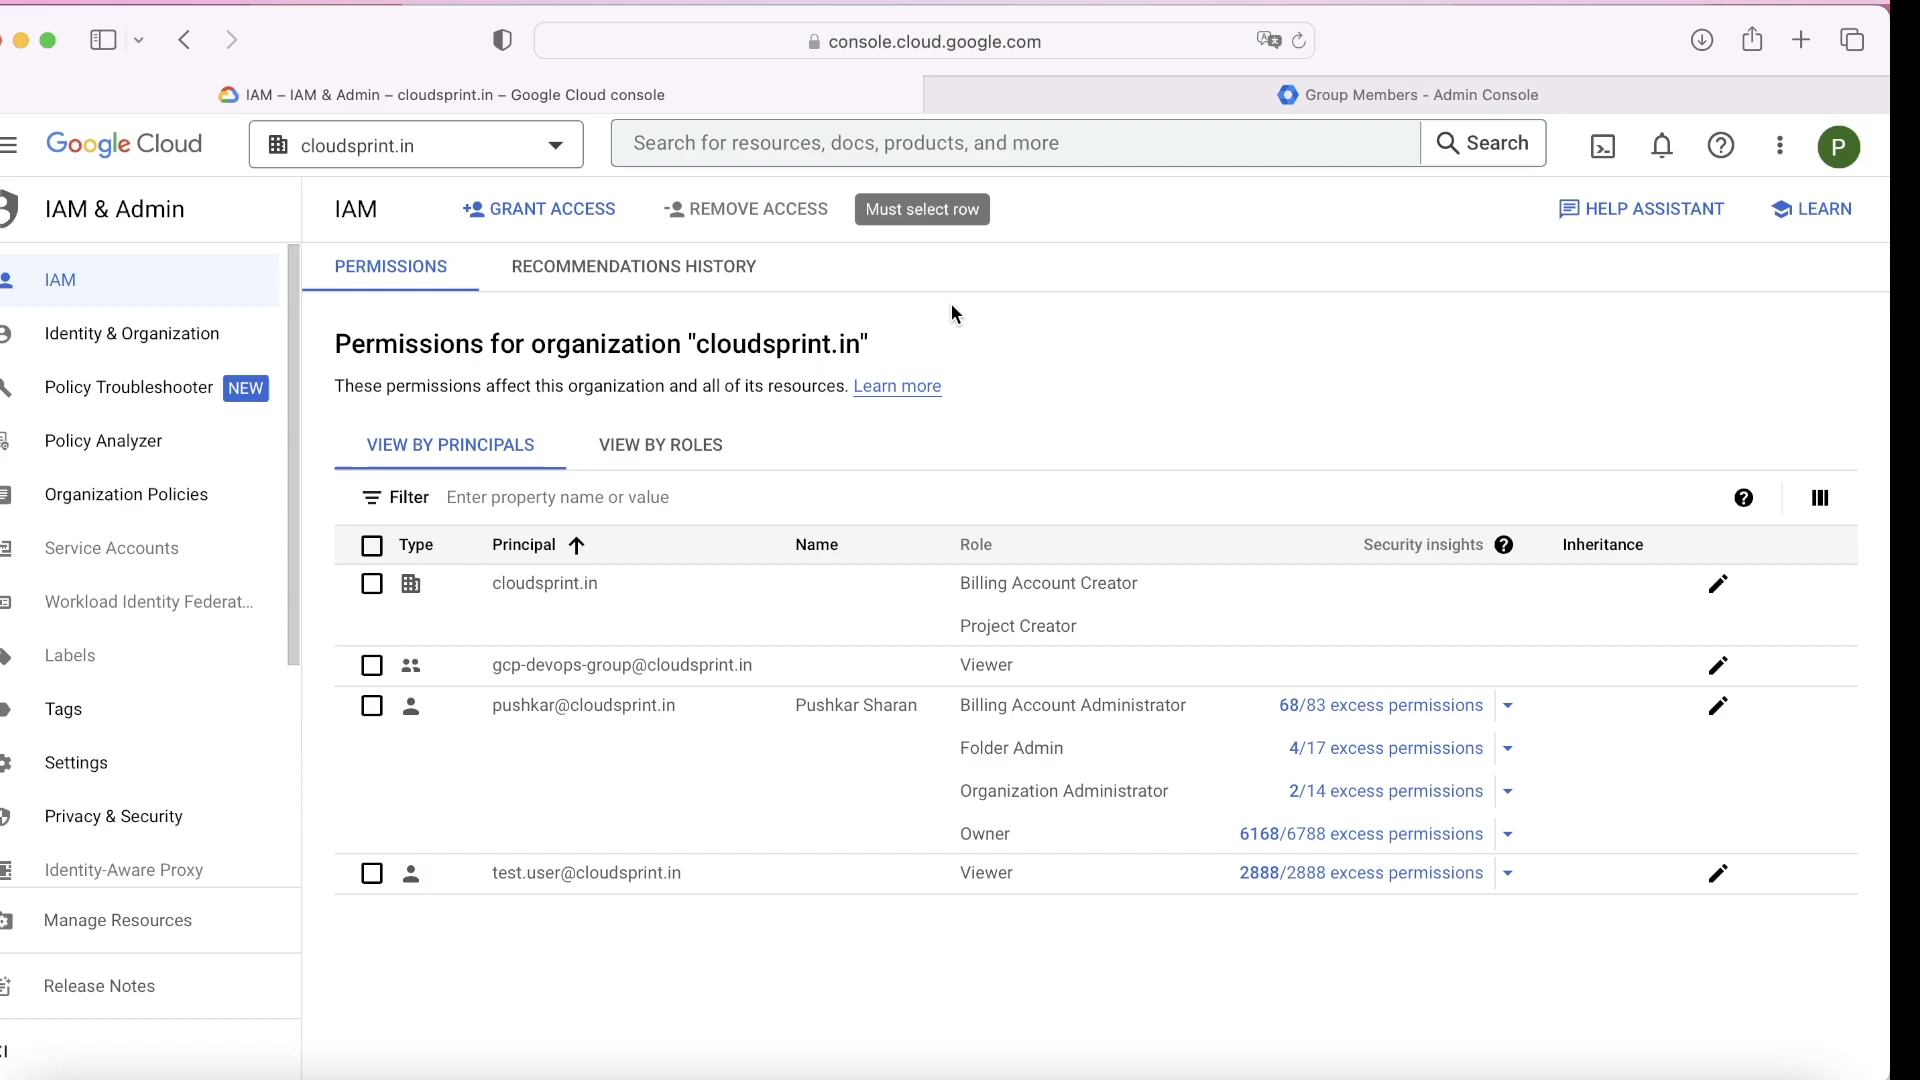 console.cloud.google.com
IAM – IAM & Admin – cloudsprint.in – Google Cloud console
Group Members - Admin Console
Google Cloud
cloudsprint.in
Search for resources, docs, products, and more
Search
P
IAM & Admin
IAM
GRANT ACCESS
REMOVE ACCESS
Must select row
HELP ASSISTANT
LEARN
IAM
Identity & Organization
Policy Troubleshooter NEW
Policy Analyzer
Organization Policies
Service Accounts
Workload Identity Federat...
Labels
Tags
Settings
Privacy & Security
Identity-Aware Proxy
Manage Resources
Release Notes
PERMISSIONS
RECOMMENDATIONS HISTORY
Permissions for organization "cloudsprint.in"
These permissions affect this organization and all of its resources. Learn more
VIEW BY PRINCIPALS
VIEW BY ROLES
Filter Enter property name or value
Type Principal Name Role Security insights Inheritance
cloudsprint.in Billing Account Creator
Project Creator
gcp-devops-group@cloudsprint.in Viewer
pushkar@cloudsprint.in Pushkar Sharan Billing Account Administrator 68/83 excess permissions
Folder Admin 4/17 excess permissions
Organization Administrator 2/14 excess permissions
Owner 6168/6788 excess permissions
test.user@cloudsprint.in Viewer 2888/2888 excess permissions